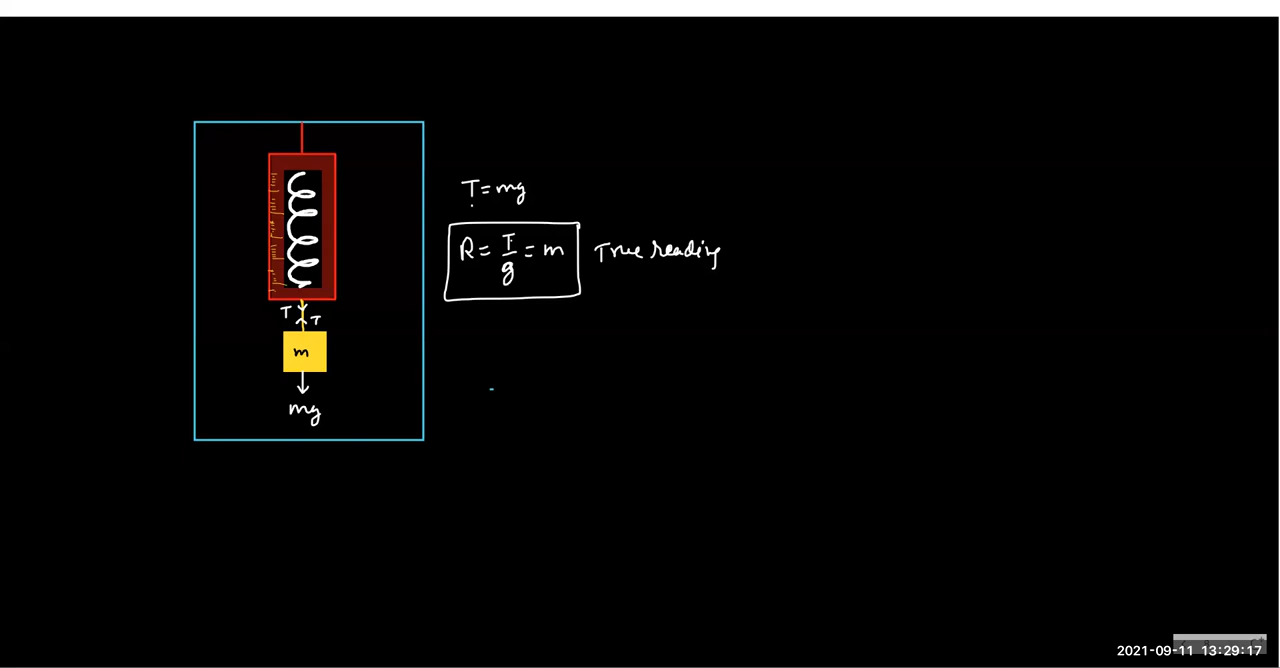 T = mg
R = T/g = m True reading
T
T
m
mg
2021-09-11 13:29:17